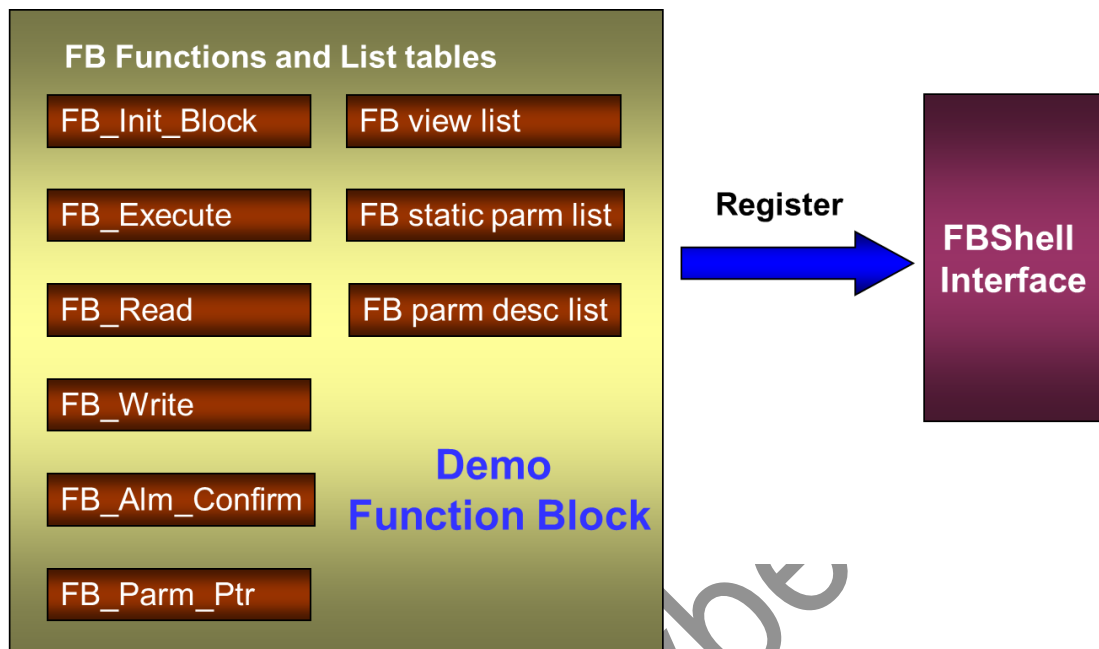 FB Functions and List tables
FB_Init_Block
FB view list
FB_Execute
FB static parm list
FB_Read
FB parm desc list
FB_Write
FB_Alm_Confirm
FB_Parm_Ptr
Demo
Function Block
Register
FBShell
Interface